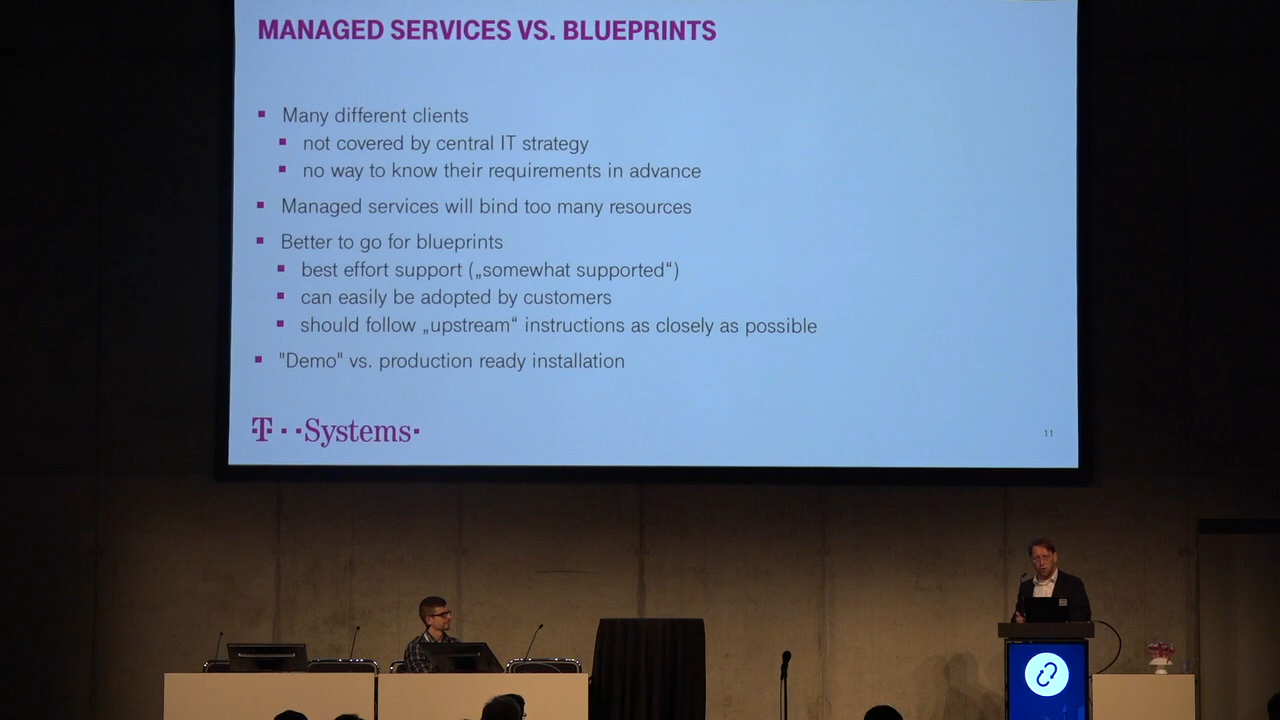 MANAGED SERVICES VS. BLUEPRINTS
Many different clients
not covered by central IT strategy
no way to know their requirements in advance
Managed services will bind too many resources
Better to go for blueprints
best effort support („somewhat supported“)
can easily be adopted by customers
should follow „upstream“ instructions as closely as possible
"Demo" vs. production ready installation
T · · Systems ·
11